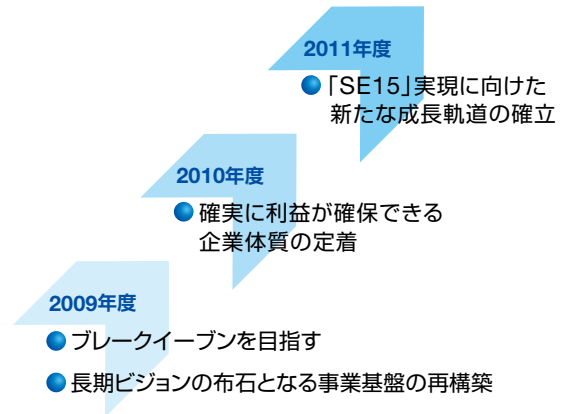 2011年度
「SE15」実現に向けた
新たな成長軌道の確立
2010年度
確実に利益が確保できる
企業体質の定着
2009年度
ブレークイーブンを目指す
長期ビジョンの布石となる事業基盤の再構築